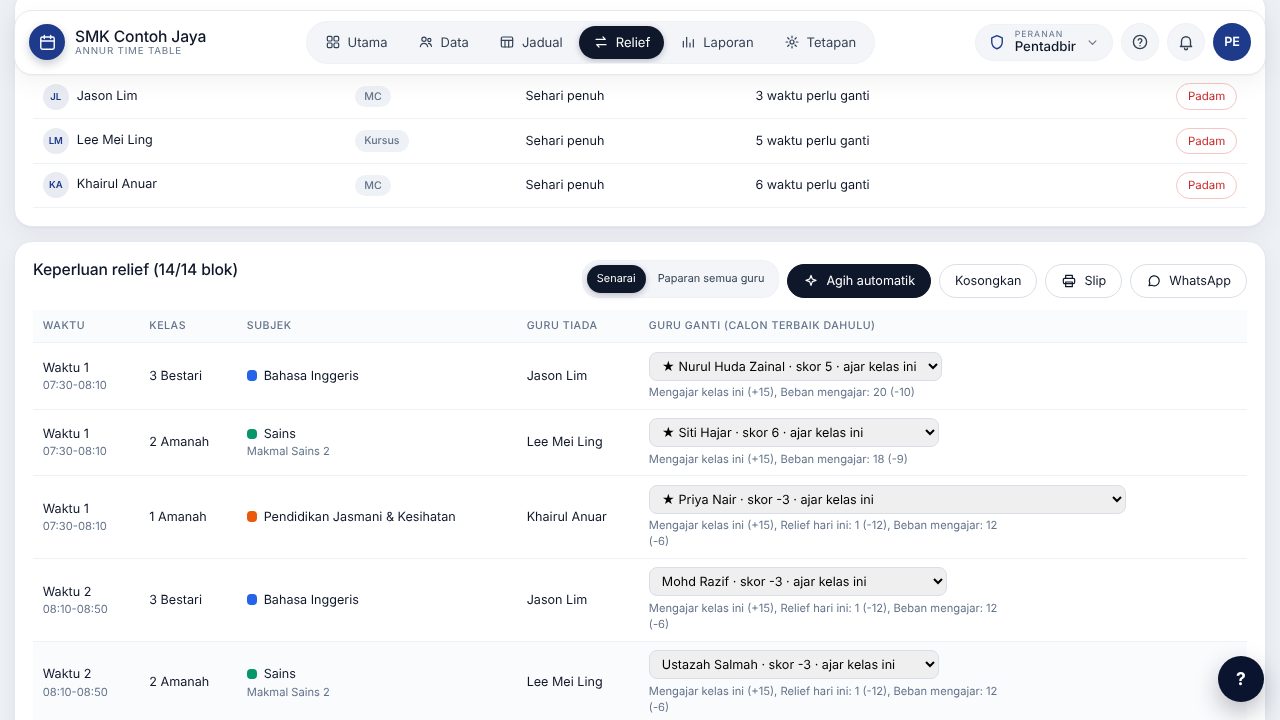 SMK Contoh Jaya
ANNUR TIME TABLE
Utama
Data
Jadual
Relief
Laporan
Tetapan
PERANAN
Pentadbir
PE
JL Jason Lim MC Sehari penuh 3 waktu perlu ganti Padam
LM Lee Mei Ling Kursus Sehari penuh 5 waktu perlu ganti Padam
KA Khairul Anuar MC Sehari penuh 6 waktu perlu ganti Padam
Keperluan relief (14/14 blok)
Senarai Paparan semua guru Agih automatik Kosongkan Slip WhatsApp
WAKTU KELAS SUBJEK GURU TIADA GURU GANTI (CALON TERBAIK DAHULU)
Waktu 1
07:30-08:10
3 Bestari
Bahasa Inggeris
Jason Lim
★ Nurul Huda Zainal · skor 5 · ajar kelas ini
Mengajar kelas ini (+15), Beban mengajar: 20 (-10)
Waktu 1
07:30-08:10
2 Amanah
Sains
Makmal Sains 2
Lee Mei Ling
★ Siti Hajar · skor 6 · ajar kelas ini
Mengajar kelas ini (+15), Beban mengajar: 18 (-9)
Waktu 1
07:30-08:10
1 Amanah
Pendidikan Jasmani & Kesihatan
Khairul Anuar
★ Priya Nair · skor -3 · ajar kelas ini
Mengajar kelas ini (+15), Relief hari ini: 1 (-12), Beban mengajar: 12
(-6)
Waktu 2
08:10-08:50
3 Bestari
Bahasa Inggeris
Jason Lim
Mohd Razif · skor -3 · ajar kelas ini
Mengajar kelas ini (+15), Relief hari ini: 1 (-12), Beban mengajar: 12
(-6)
Waktu 2
08:10-08:50
2 Amanah
Sains
Makmal Sains 2
Lee Mei Ling
Ustazah Salmah · skor -3 · ajar kelas ini
Mengajar kelas ini (+15), Relief hari ini: 1 (-12), Beban mengajar: 12
(-6)
?